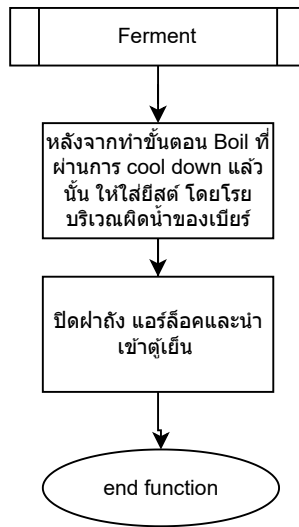 Ferment
หลังจากทำขั้นตอน Boil ที่
ผ่านการ cool down แล้ว
นั้น ให้ใส่ยีสต์ โดยโรย
บริเวณผิดน้ำของเบียร์
ปิดฝาถัง แอร์ล็อคและนำ
เข้าตู้เย็น
end function